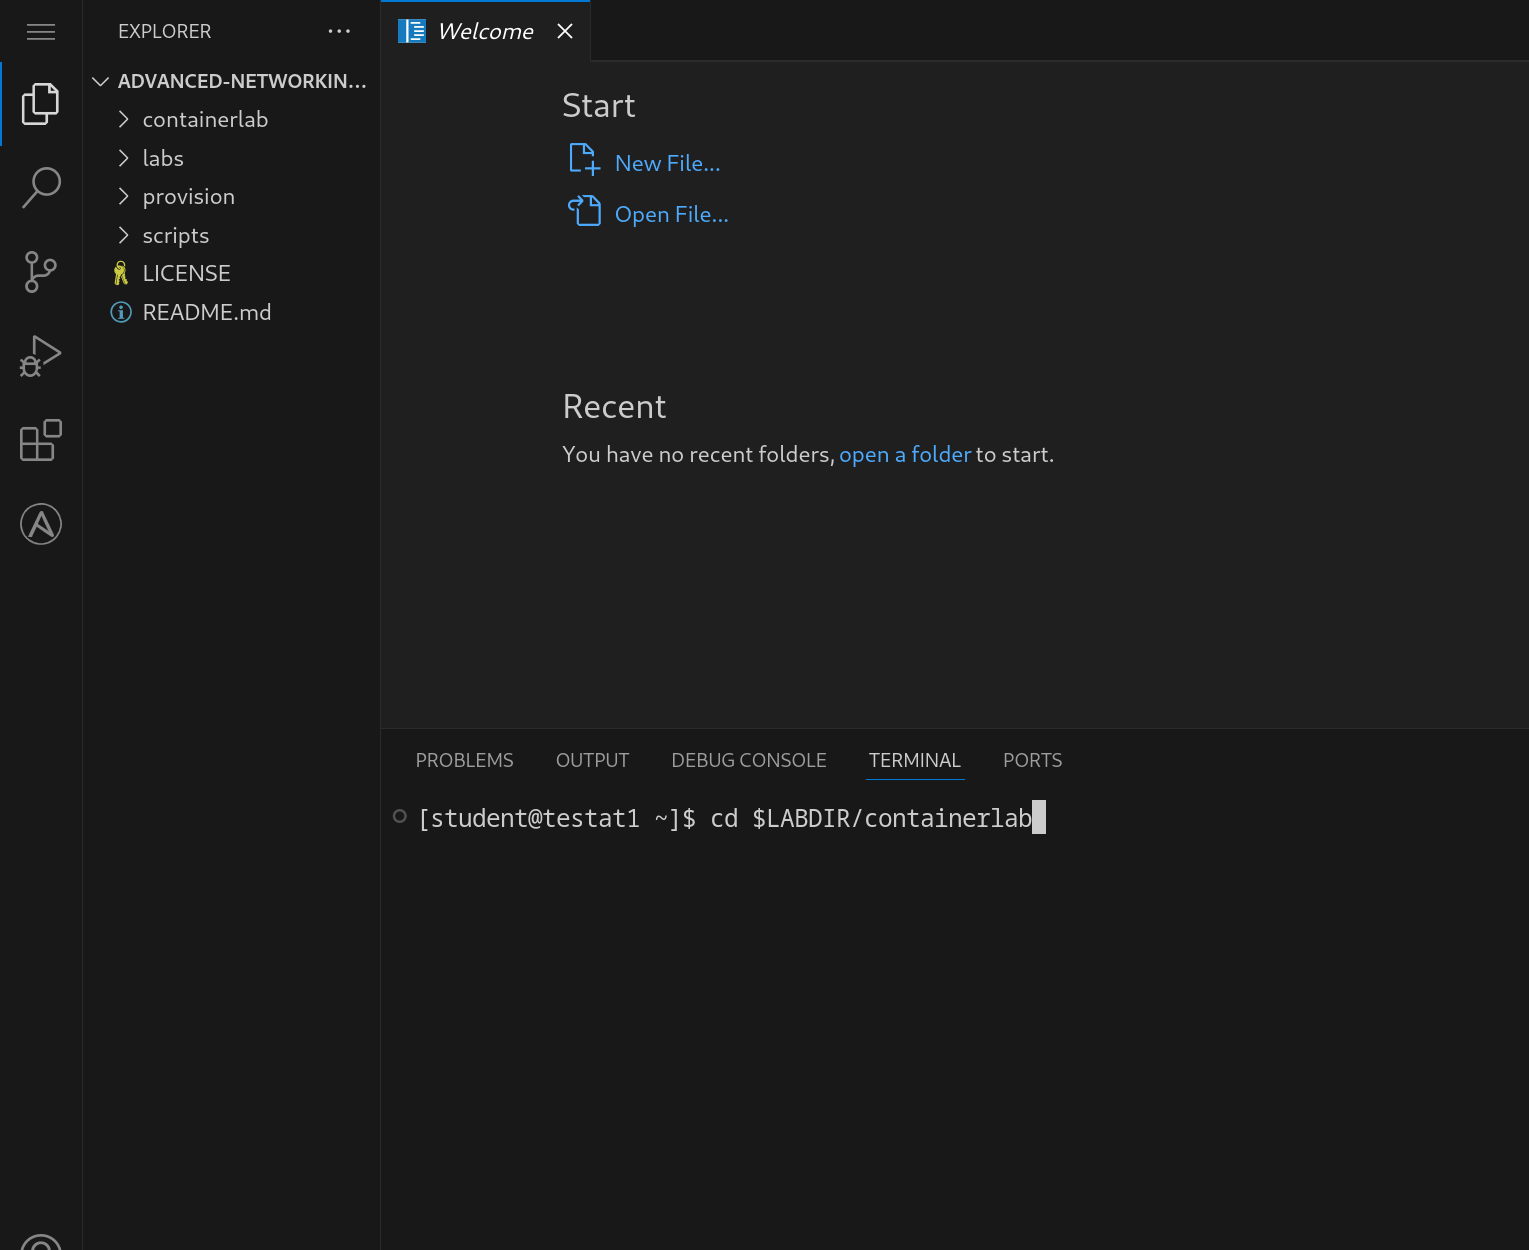 EXPLORER
ADVANCED-NETWORKIN...
containerlab
labs
provision
scripts
LICENSE
README.md
Welcome
Start
New File...
Open File...
Recent
You have no recent folders, open a folder to start.
PROBLEMS OUTPUT DEBUG CONSOLE TERMINAL PORTS
[student@testat1 ~]$ cd $LABDIR/containerlab